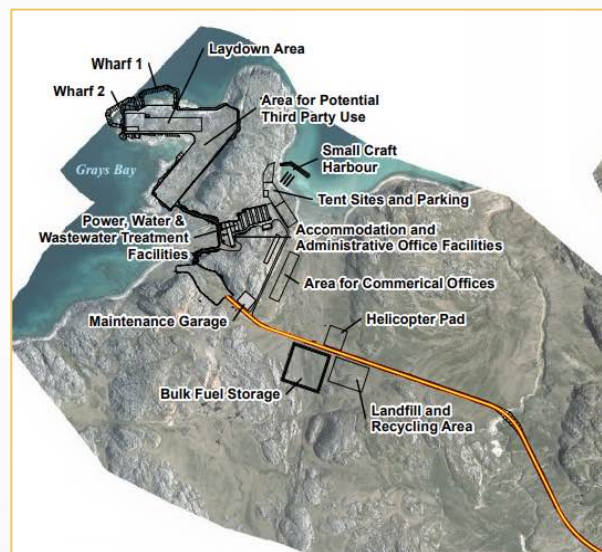 Laydown Area
Wharf 1
Wharf 2
Area for Potential
Third Party Use
Small Craft
Harbour
Grays Bay
Tent Sites and Parking
Power, Water &
Wastewater Treatment
Facilities
Accommodation and
Administrative Office Facilities
Area for Commerical Offices
Maintenance Garage
Helicopter Pad
Bulk Fuel Storage
Landfill and
Recycling Area